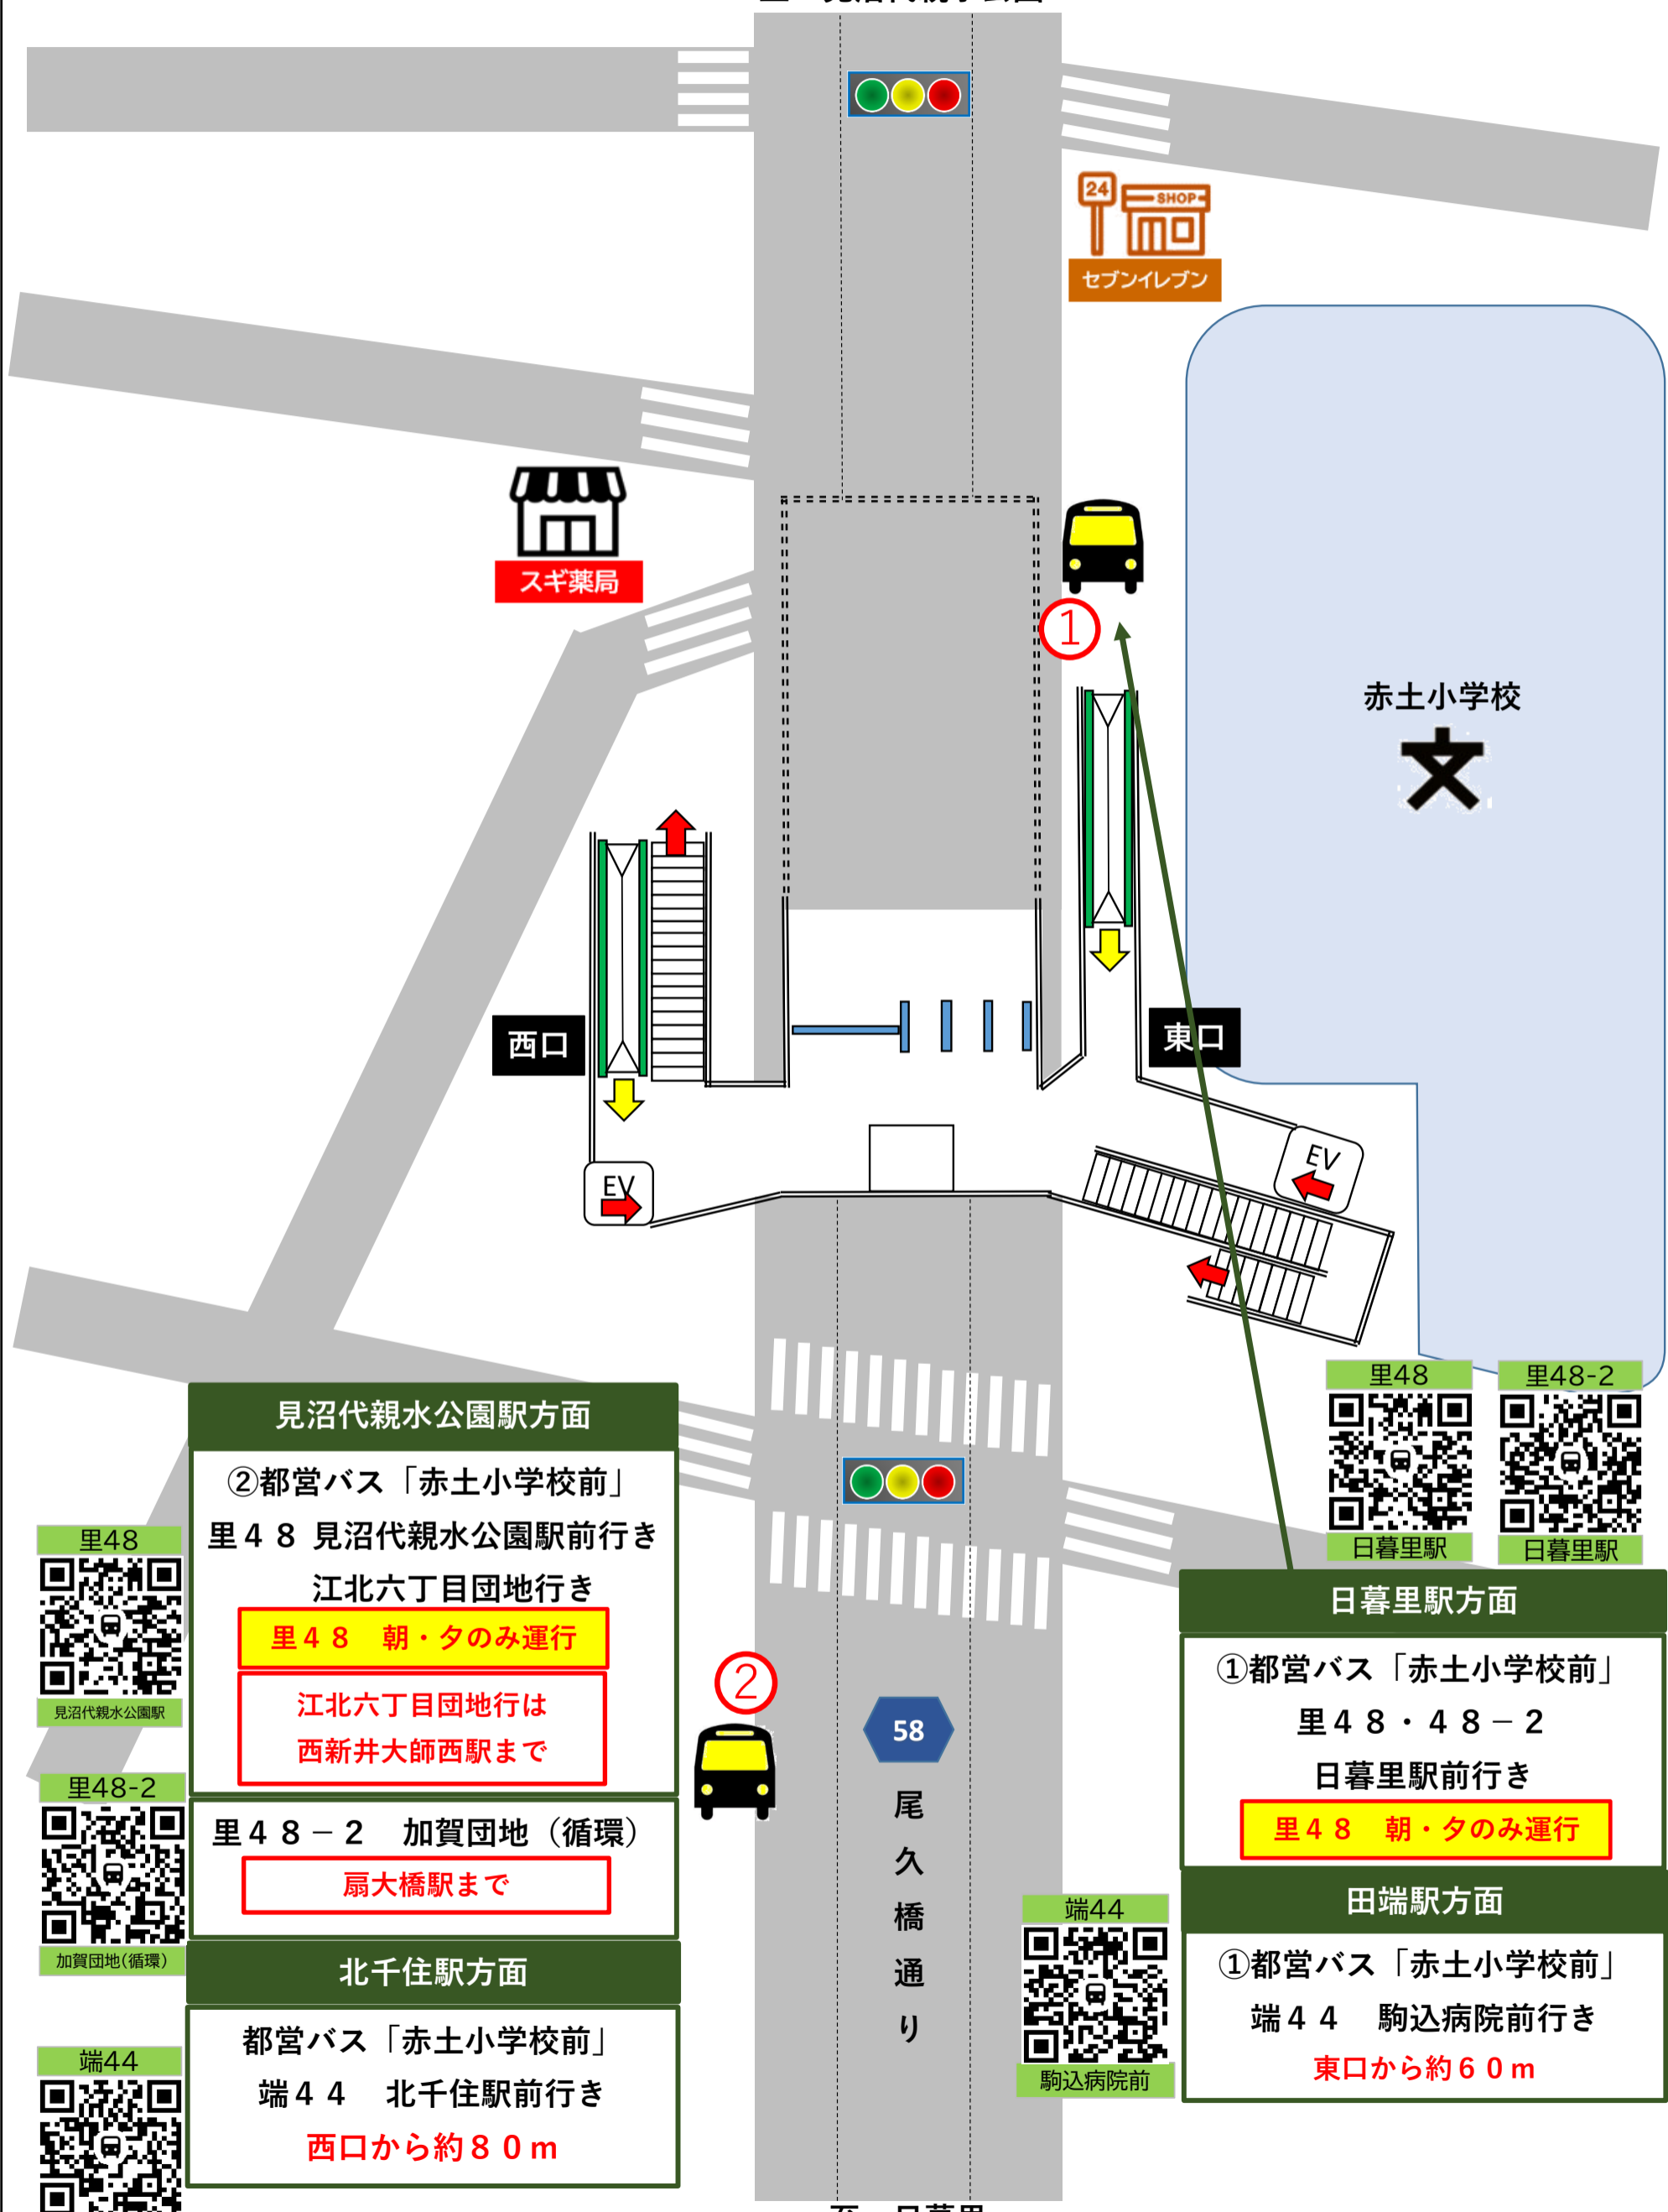 24
SHOP
セブンイレブン
スギ薬局
①
赤土小学校
文
西口
東口
EV
EV
里48
日暮里駅
里48-2
日暮里駅
見沼代親水公園駅方面
②都営バス「赤土小学校前」
里４８ 見沼代親水公園駅前行き
江北六丁目団地行き
里４８　朝・夕のみ運行
江北六丁目団地行は
西新井大師西駅まで
里４８－２　加賀団地（循環）
扇大橋駅まで
北千住駅方面
都営バス「赤土小学校前」
端４４　北千住駅前行き
西口から約８０ｍ
里48
見沼代親水公園駅
里48-2
加賀団地(循環)
端44
②
58
尾久橋通り
日暮里駅方面
①都営バス「赤土小学校前」
里４８・４８－２
日暮里駅前行き
里４８　朝・夕のみ運行
田端駅方面
①都営バス「赤土小学校前」
端４４　駒込病院前行き
東口から約６０ｍ
端44
駒込病院前